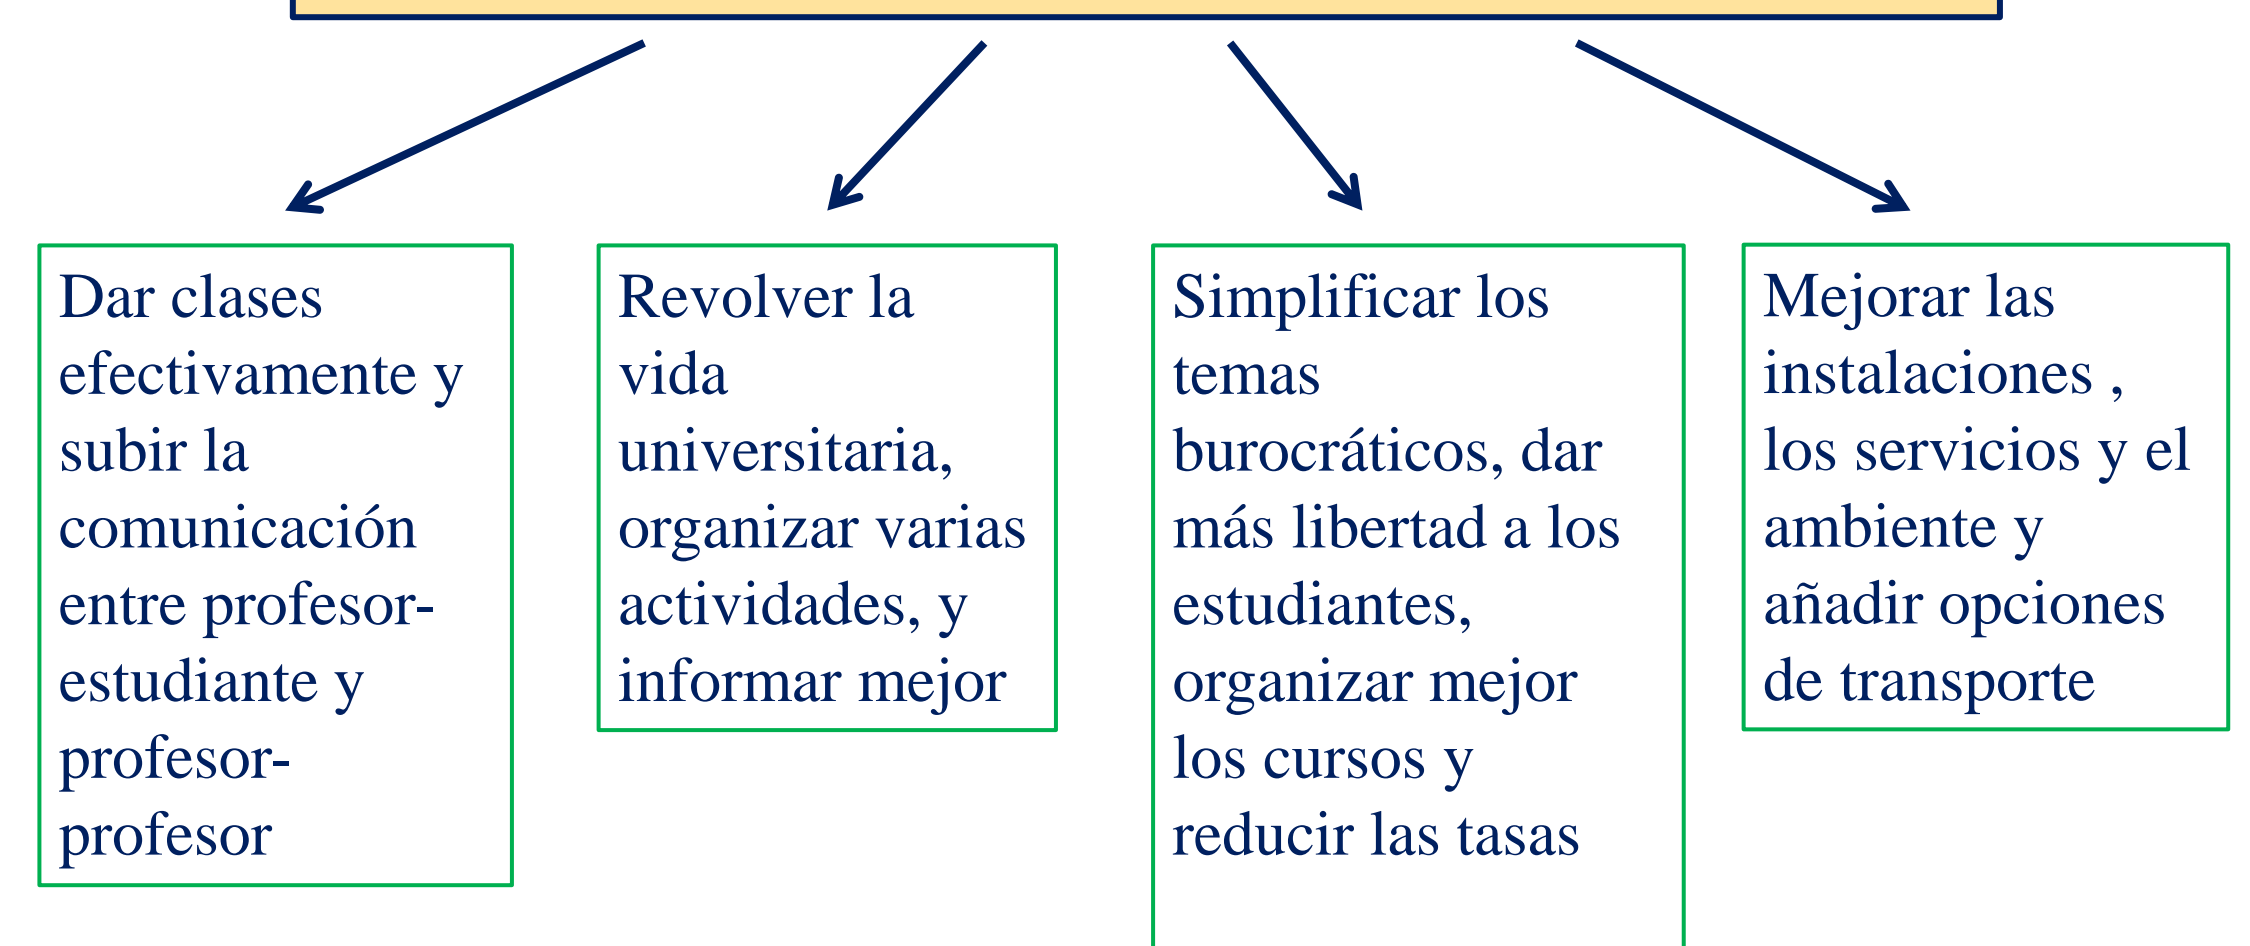 Dar clases
efectivamente y
subir la
comunicación
entre profesor-
estudiante y
profesor-
profesor
Revolver la
vida
universitaria,
organizar varias
actividades, y
informar mejor
Simplificar los
temas
burocráticos, dar
más libertad a los
estudiantes,
organizar mejor
los cursos y
reducir las tasas
Mejorar las
instalaciones ,
los servicios y el
ambiente y
añadir opciones
de transporte